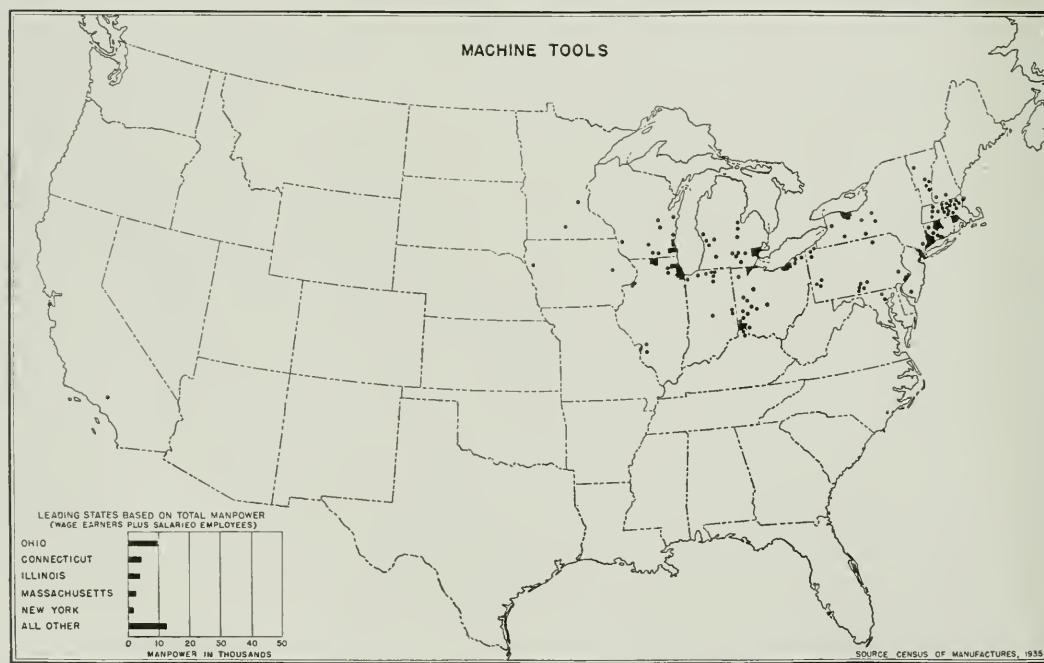 MACHINE TOOLS
LEADING STATES BASED ON TOTAL MANPOWER
(WAGE EARNERS PLUS SALARIED EMPLOYEES)
OHIO
CONNECTICUT
ILLINOIS
MASSACHUSETTS
NEW YORK
ALL OTHER
0 10 20 30 40 50
MANPOWER IN THOUSANDS
SOURCE CENSUS OF MANUFACTURES, 1935